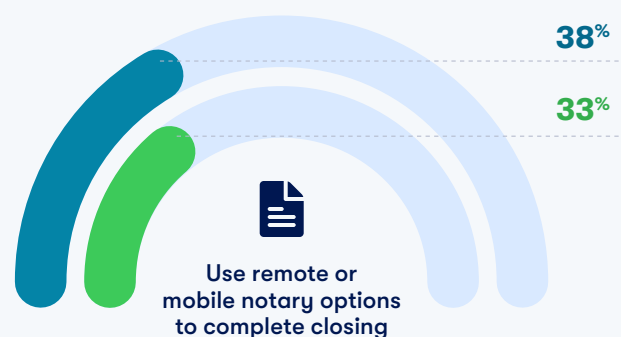 38%
33%
Use remote or
mobile notary options
to complete closing